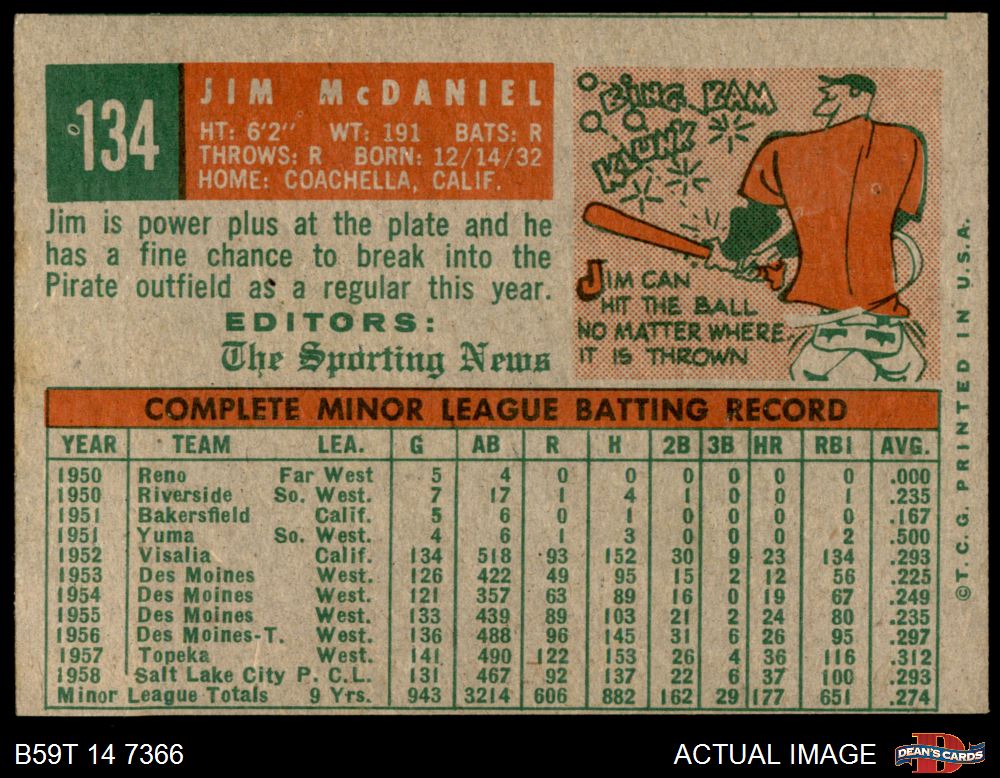 134
JIM McDANIEL
HT: 6'2" WT: 191 BATS: R
THROWS: R BORN: 12/14/32
HOME: COACHELLA, CALIF.
Jim is power plus at the plate and he
has a fine chance to break into the
Pirate outfield as a regular this year.
EDITORS:
The Sporting News
BING BAM
KLUNK
JIM CAN
HIT THE BALL
NO MATTER WHERE
IT IS THROWN
COMPLETE MINOR LEAGUE BATTING RECORD
YEAR TEAM LEA. G AB R H 2B 3B HR RBI AVG.
1950 Reno Far West 5 4 0 0 0 0 0 0 .000
1950 Riverside So. West. 7 17 1 4 1 0 0 1 .235
1951 Bakersfield Calif. 5 6 0 1 0 0 0 0 .167
1951 Yuma So. West. 4 6 1 3 0 0 0 2 .500
1952 Visalia Calif. 134 518 93 152 30 9 23 134 .293
1953 Des Moines West. 126 422 49 95 15 2 12 56 .225
1954 Des Moines West. 121 357 63 89 16 0 19 67 .249
1955 Des Moines West. 133 439 89 103 21 2 24 80 .235
1956 Des Moines-T. West. 136 488 96 145 31 6 26 95 .297
1957 Topeka West. 141 490 122 153 26 4 36 116 .312
1958 Salt Lake City P. C.L. 131 467 92 137 22 6 37 100 .293
Minor League Totals 9 Yrs. 943 3214 606 882 162 29 177 651 .274
©T. C. G. PRINTED IN U.S.A.
B59T 14 7366
ACTUAL IMAGE
DEAN'S CARDS